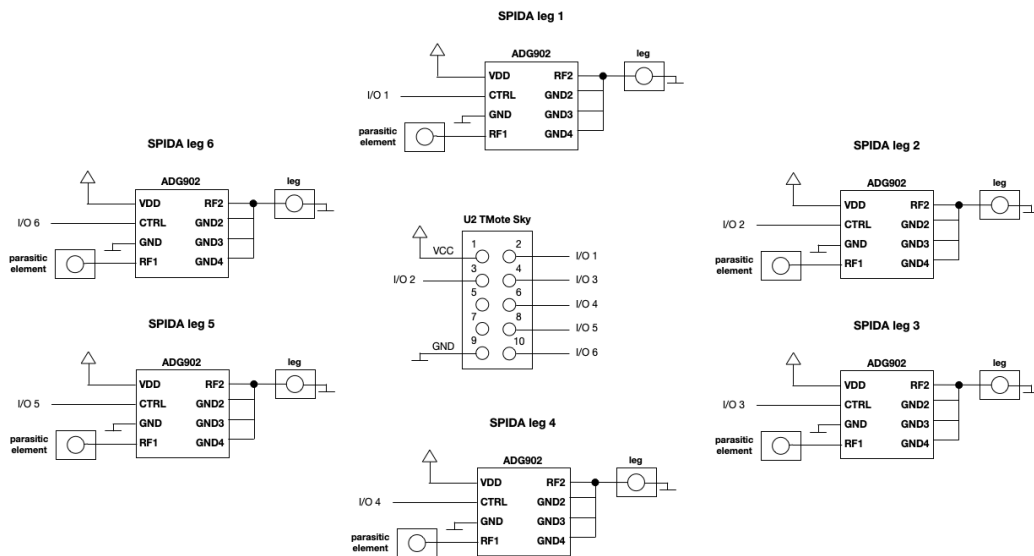 SPIDA leg 1
ADG902
leg
VDD
RF2
I/O 1
CTRL
GND2
GND
GND3
parasitic
element
RF1
GND4
SPIDA leg 6
ADG902
leg
VDD
RF2
I/O 6
CTRL
GND2
GND
GND3
parasitic
element
RF1
GND4
SPIDA leg 2
ADG902
leg
VDD
RF2
I/O 2
CTRL
GND2
GND
GND3
parasitic
element
RF1
GND4
U2 TMote Sky
VCC
1
2
I/O 1
I/O 2
3
4
I/O 3
5
6
I/O 4
7
8
I/O 5
GND
9
10
I/O 6
SPIDA leg 5
ADG902
leg
VDD
RF2
I/O 5
CTRL
GND2
GND
GND3
parasitic
element
RF1
GND4
SPIDA leg 3
ADG902
leg
VDD
RF2
I/O 3
CTRL
GND2
GND
GND3
parasitic
element
RF1
GND4
SPIDA leg 4
ADG902
leg
VDD
RF2
I/O 4
CTRL
GND2
GND
GND3
parasitic
element
RF1
GND4